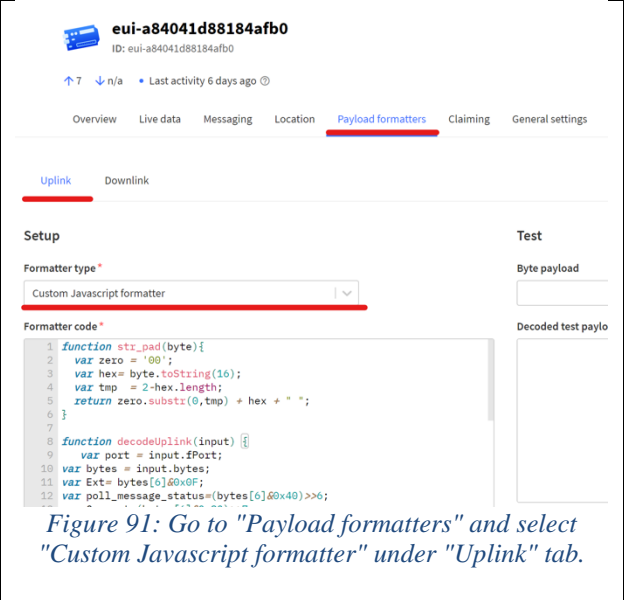 eui-a84041d88184afb0
ID: eui-a84041d88184afb0
↑ 7 ↓ n/a • Last activity 6 days ago
Overview Live data Messaging Location Payload formatters Claiming General settings
Uplink Downlink
Setup
Test
Formatter type *
Byte payload
Custom Javascript formatter
Formatter code *
Decoded test paylo
1 function str_pad(byte){
2 var zero = '00';
3 var hex= byte.toString(16);
4 var tmp = 2-hex.length;
5 return zero.substr(0,tmp) + hex + " ";
6 }
7
8 function decodeUplink(input) {
9 var port = input.fPort;
10 var bytes = input.bytes;
11 var Ext= bytes[6]&0x0F;
12 var poll_message_status=(bytes[6]&0x40)>>6;
Figure 91: Go to "Payload formatters" and select
"Custom Javascript formatter" under "Uplink" tab.